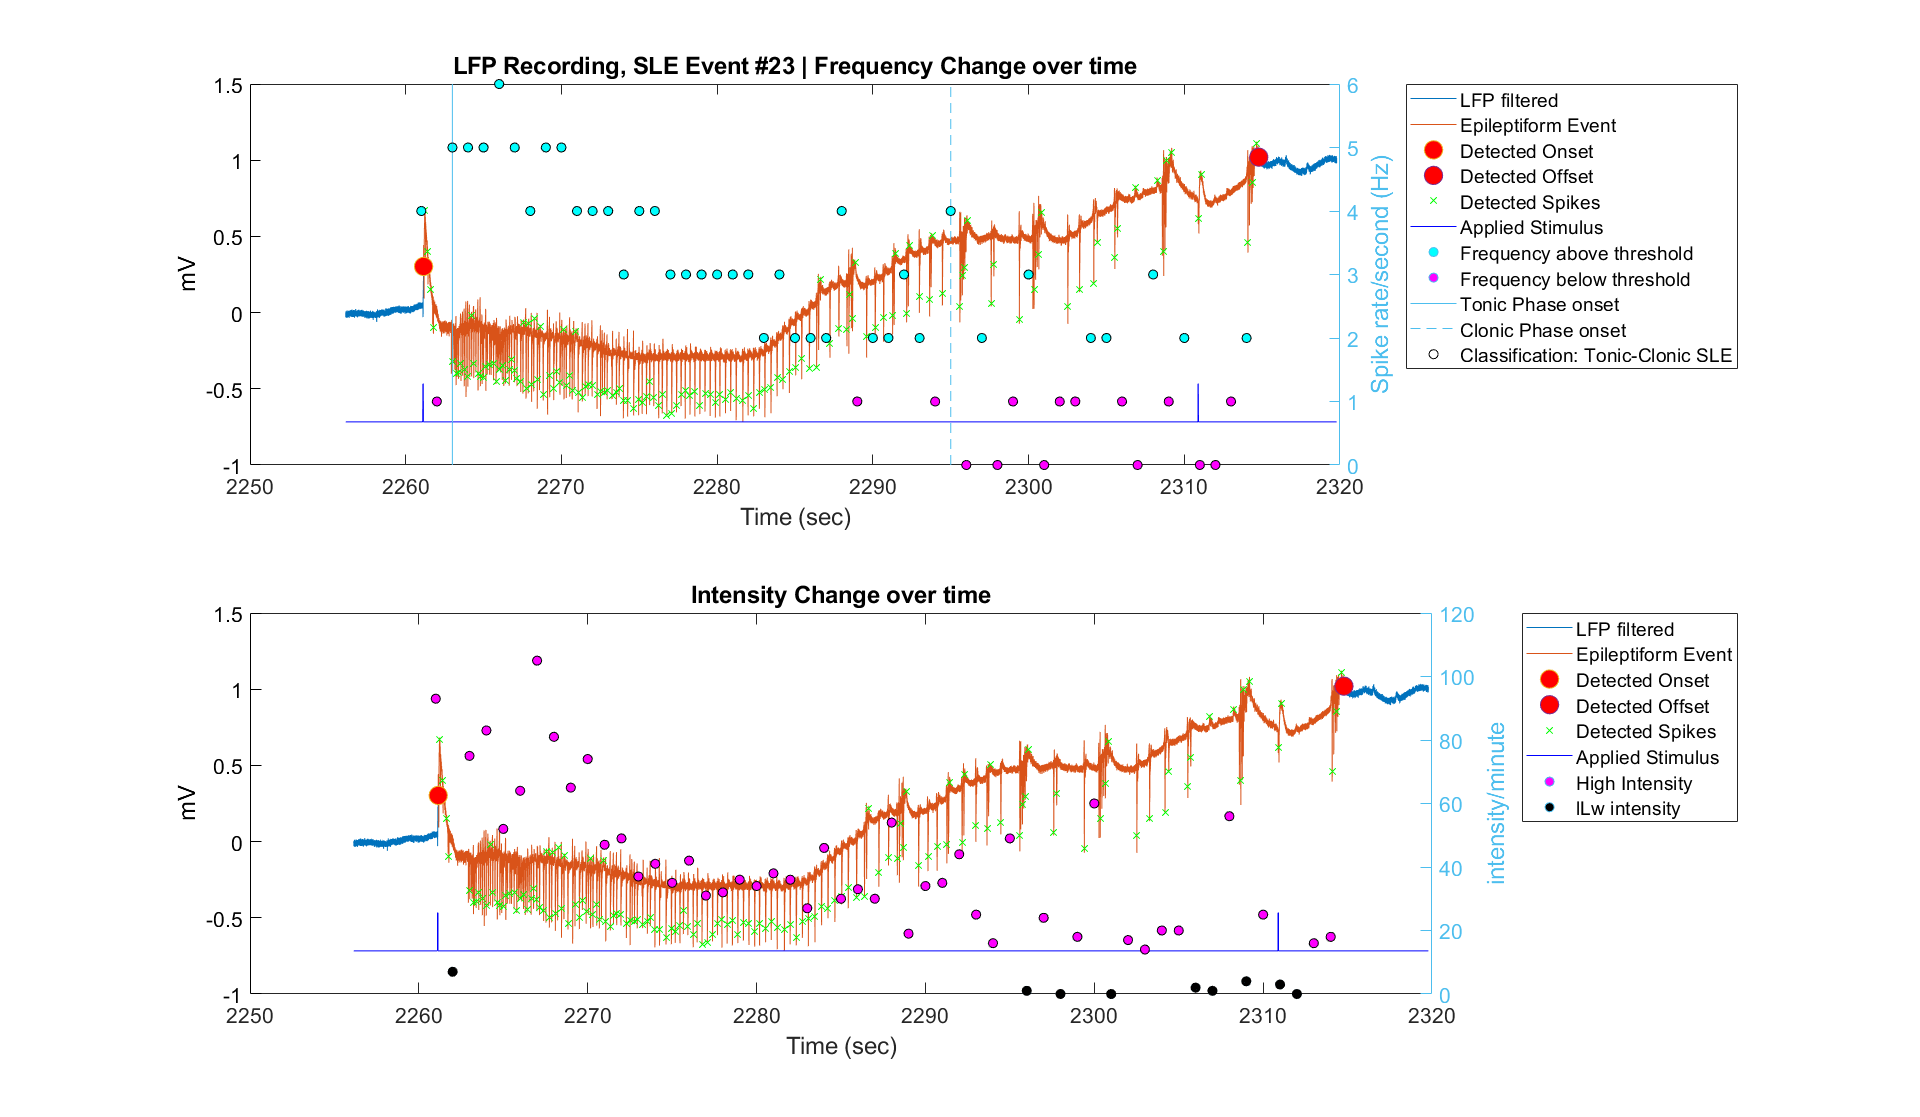 LFP Recording, SLE Event #23 | Frequency Change over time
1.5
1
0.5
0
-0.5
-1
mV
6
5
4
3
2
1
0
Spike rate/second (Hz)
2250 2260 2270 2280 2290 2300 2310 2320
Time (sec)
LFP filtered
Epileptiform Event
Detected Onset
Detected Offset
Detected Spikes
Applied Stimulus
Frequency above threshold
Frequency below threshold
Tonic Phase onset
Clonic Phase onset
Classification: Tonic-Clonic SLE
Intensity Change over time
1.5
1
0.5
0
-0.5
-1
mV
120
100
80
60
40
20
0
intensity/minute
2250 2260 2270 2280 2290 2300 2310 2320
Time (sec)
LFP filtered
Epileptiform Event
Detected Onset
Detected Offset
Detected Spikes
Applied Stimulus
High Intensity
lLw intensity